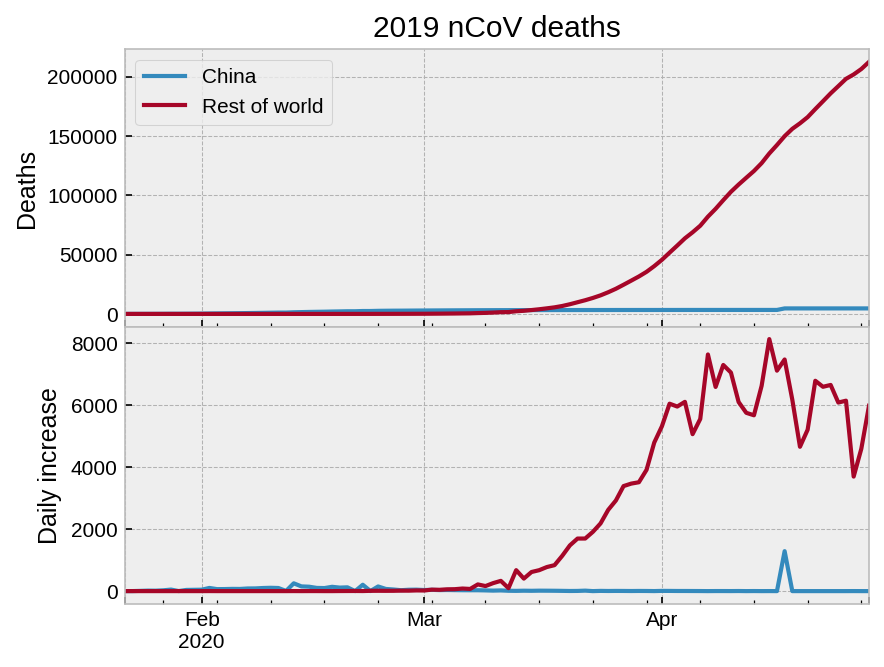 2019 nCoV deaths
China
Rest of world
200000
150000
100000
50000
0
Deaths
8000
6000
4000
2000
0
Daily increase
Feb
2020
Mar
Apr